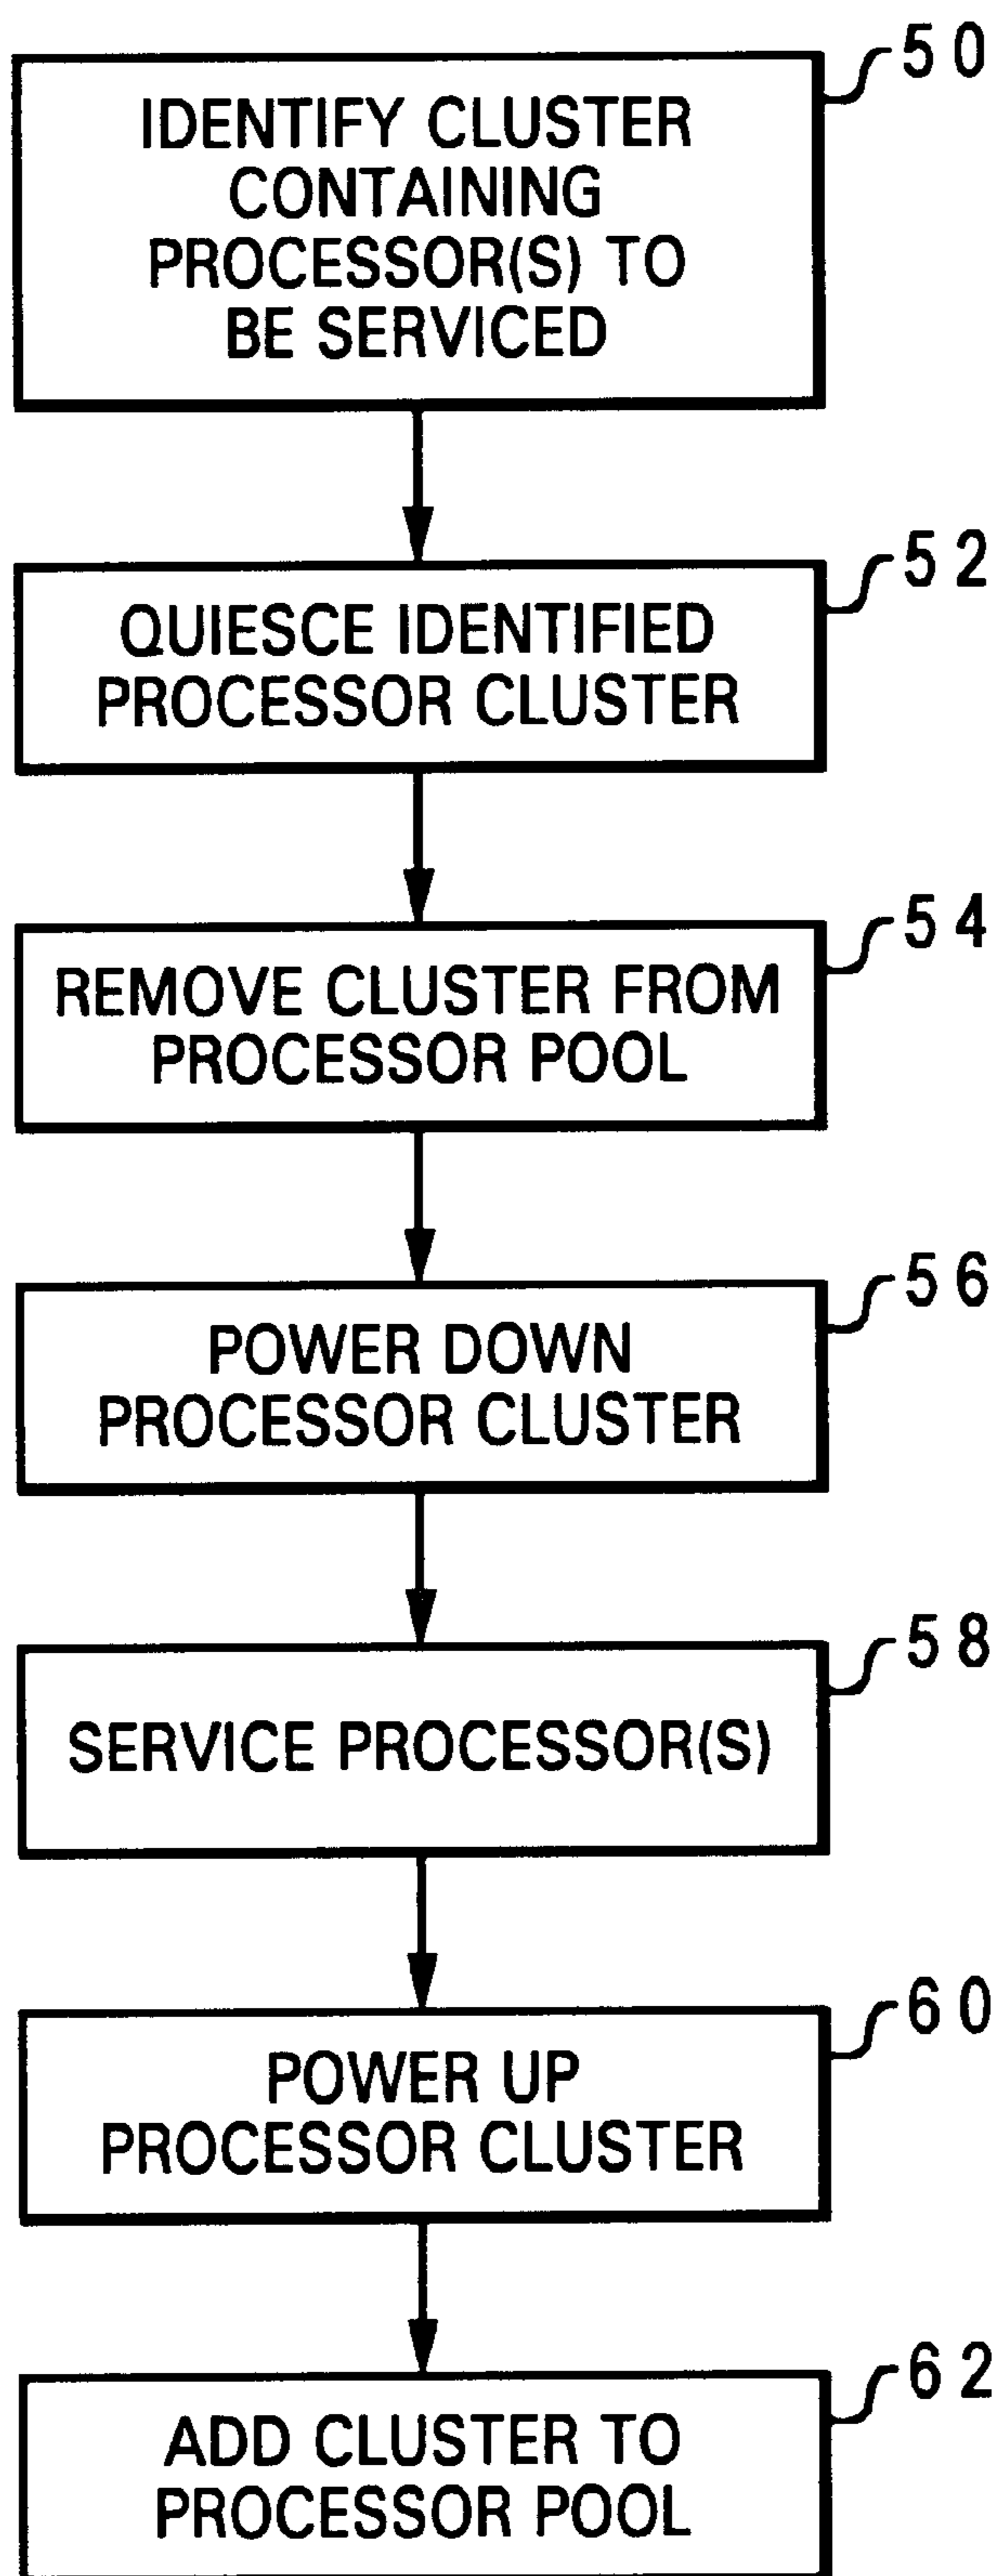 50
IDENTIFY CLUSTER
CONTAINING
PROCESSOR(S) TO
BE SERVICED
52
QUIESCE IDENTIFIED
PROCESSOR CLUSTER
54
REMOVE CLUSTER FROM
PROCESSOR POOL
56
POWER DOWN
PROCESSOR CLUSTER
58
SERVICE PROCESSOR(S)
60
POWER UP
PROCESSOR CLUSTER
62
ADD CLUSTER TO
PROCESSOR POOL